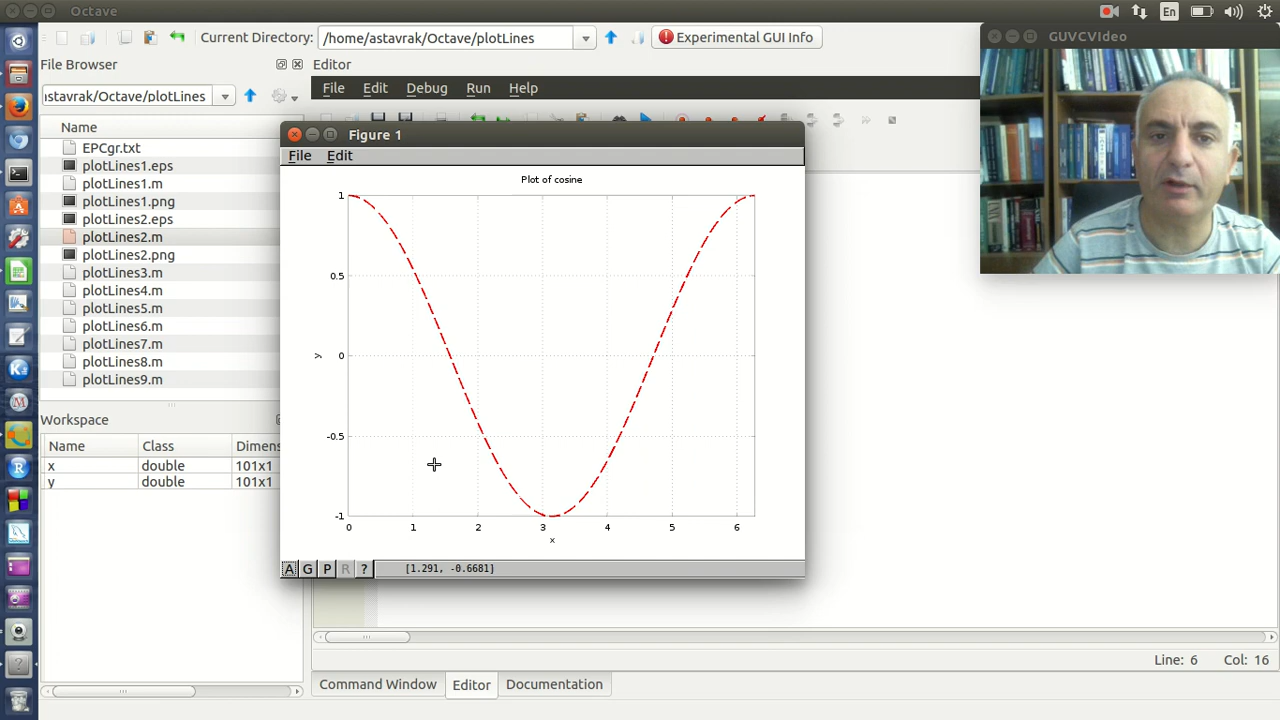 Octave
En
Current Directory: /home/astavrak/Octave/plotLines
Experimental GUI Info
GUVCVIdeo
File Browser
Editor
astavrak/Octave/plotLines
File Edit Debug Run Help
Name
EPCgr.txt
plotLines1.eps
plotLines1.m
plotLines1.png
plotLines2.eps
plotLines2.m
plotLines2.png
plotLines3.m
plotLines4.m
plotLines5.m
plotLines6.m
plotLines7.m
plotLines8.m
plotLines9.m
Workspace
Name Class Dimens
x double 101x1
y double 101x1
Figure 1
File Edit
Plot of cosine
1
0.5
0
-0.5
-1
y
0 1 2 3 4 5 6
x
A G P R ? [1.291, -0.6681]
Line: 6 Col: 16
Command Window Editor Documentation